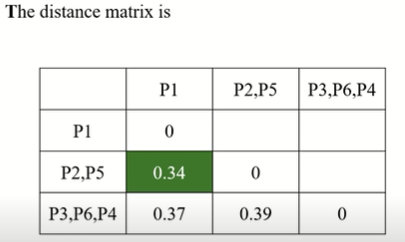 The distance matrix is
P1 P2,P5 P3,P6,P4
P1 0
P2,P5 0.34 0
P3,P6,P4 0.37 0.39 0